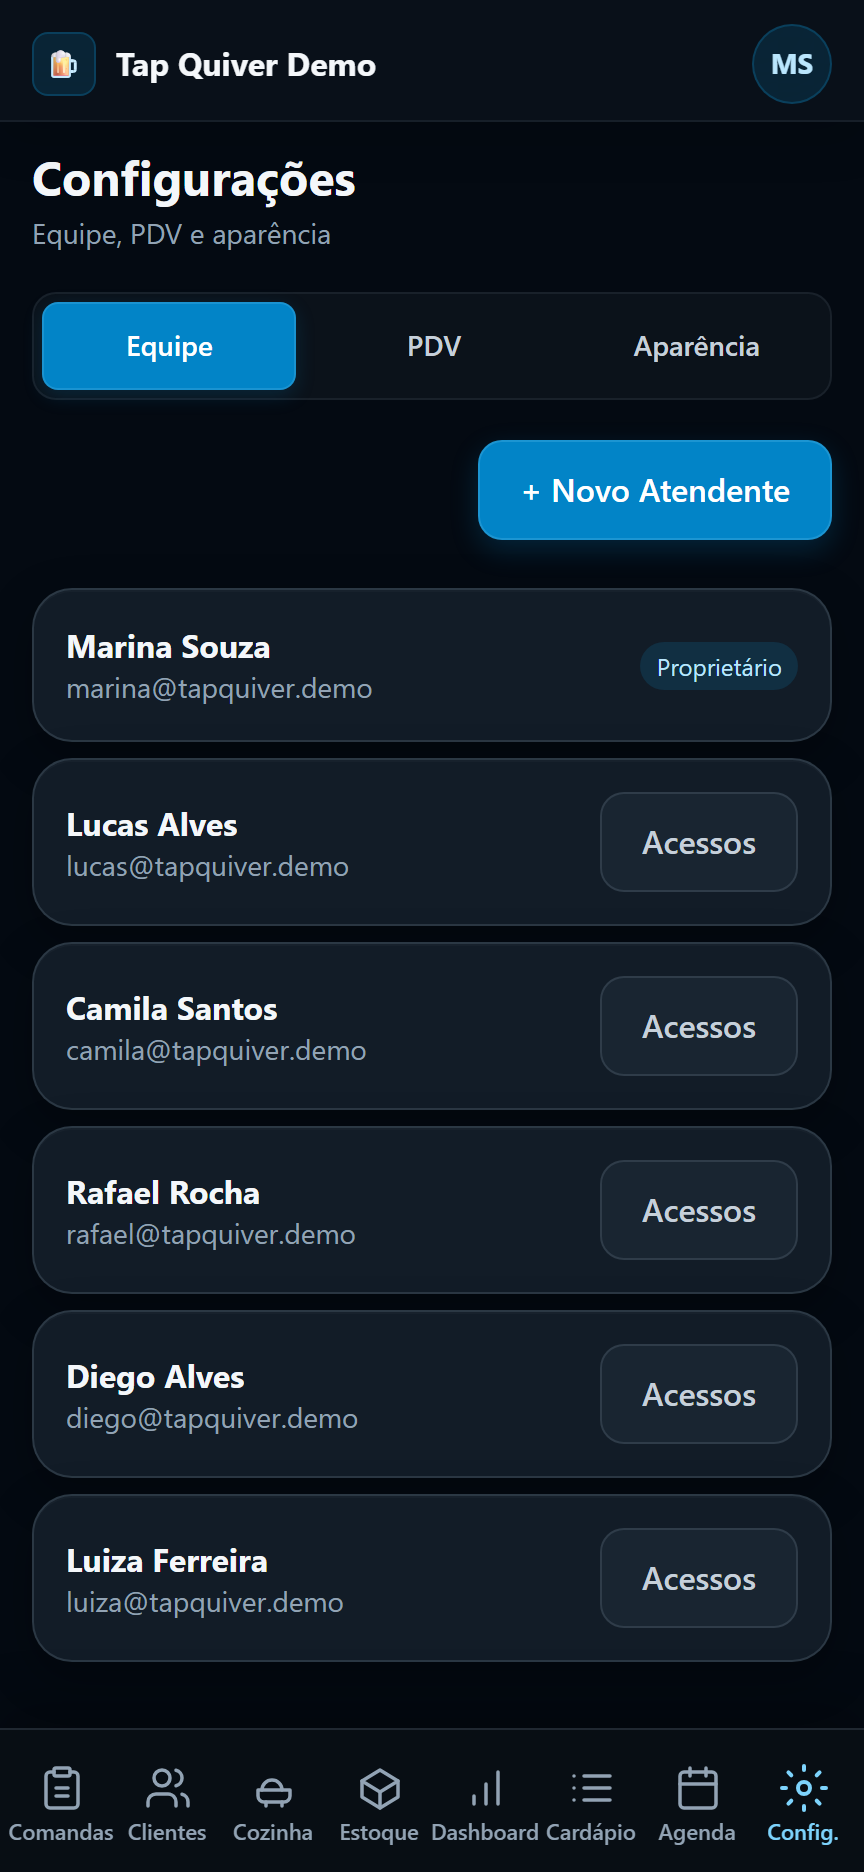 Tap Quiver Demo
MS
Configurações
Equipe, PDV e aparência
Equipe
PDV
Aparência
+ Novo Atendente
Marina Souza
marina@tapquiver.demo
Proprietário
Lucas Alves
lucas@tapquiver.demo
Acessos
Camila Santos
camila@tapquiver.demo
Acessos
Rafael Rocha
rafael@tapquiver.demo
Acessos
Diego Alves
diego@tapquiver.demo
Acessos
Luiza Ferreira
luiza@tapquiver.demo
Acessos
Comandas
Clientes
Cozinha
Estoque
Dashboard
Cardápio
Agenda
Config.